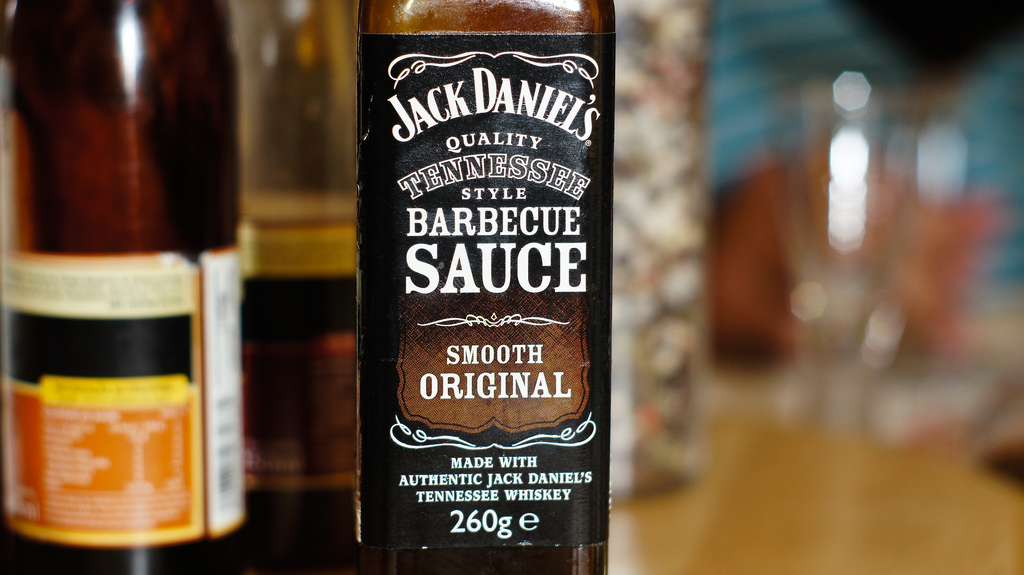 JACK DANIEL'S®
QUALITY
TENNESSEE
STYLE
BARBECUE
SAUCE
SMOOTH
ORIGINAL
MADE WITH
AUTHENTIC JACK DANIEL'S
TENNESSEE WHISKEY
260g ℮